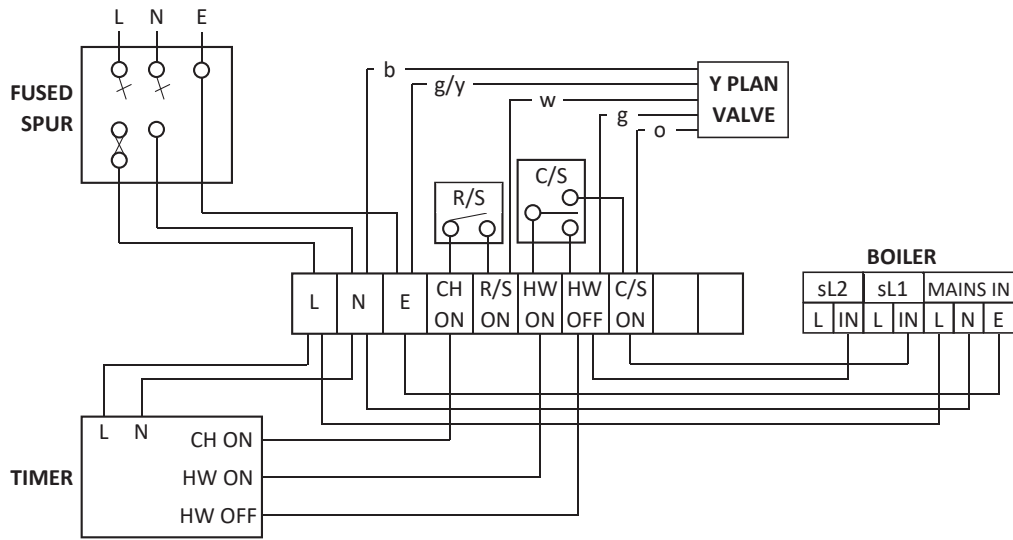 L N E
FUSED
SPUR
b
g/y
w
g
o
Y PLAN
VALVE
R/S
C/S
L N E CH ON R/S ON HW ON HW OFF C/S ON
BOILER
sL2 sL1 MAINS IN
L IN L IN L N E
TIMER
L N
CH ON
HW ON
HW OFF